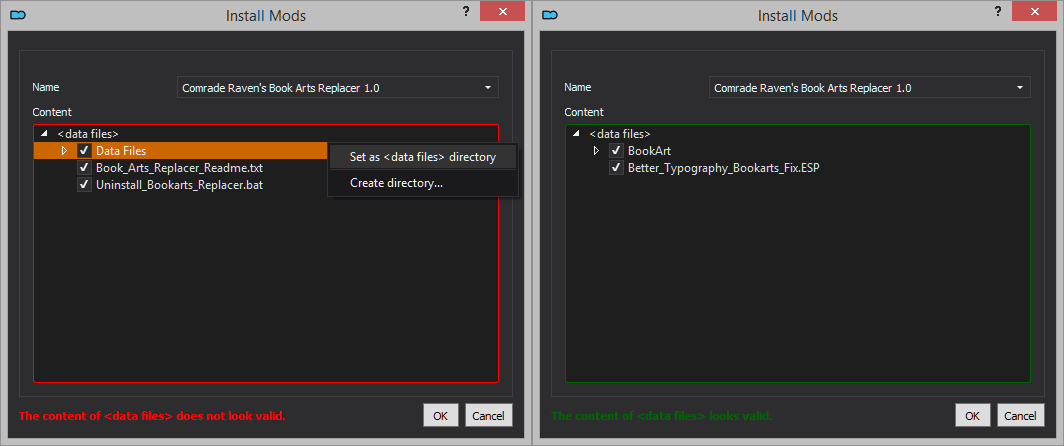 Install Mods
?
x
Name
Comrade Raven's Book Arts Replacer 1.0
Content
<data files>
Data Files
Book_Arts_Replacer_Readme.txt
Uninstall_Bookarts_Replacer.bat
Set as <data files> directory
Create directory...
The content of <data files> does not look valid.
OK
Cancel
Install Mods
?
x
Name
Comrade Raven's Book Arts Replacer 1.0
Content
<data files>
BookArt
Better_Typography_Bookarts_Fix.ESP
The content of <data files> looks valid.
OK
Cancel